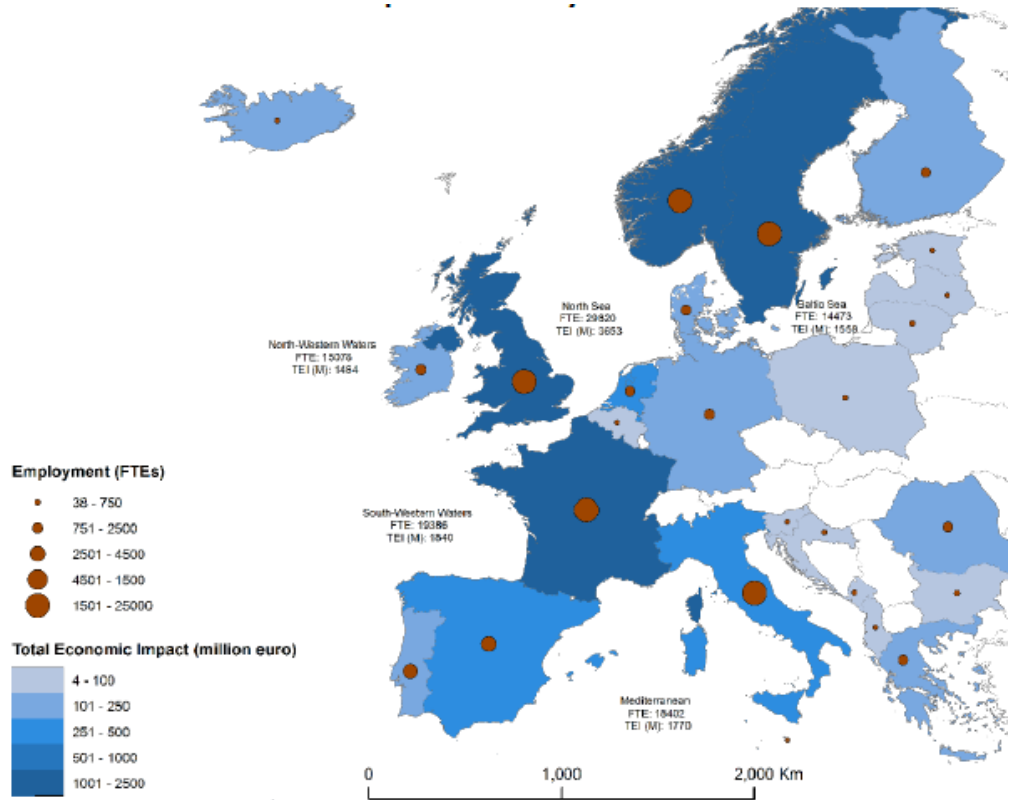 North Sea
FTE: 29820
TEI (M): 3653
Baltic Sea
FTE: 14473
TEI (M): 1558
North-Western Waters
FTE: 15078
TEI (M): 1484
Employment (FTEs)
38 - 750
751 - 2500
2501 - 4500
4501 - 1500
1501 - 25000
South-Western Waters
FTE: 19386
TEI (M): 1840
Total Economic Impact (million euro)
4 - 100
101 - 250
251 - 500
501 - 1000
1001 - 2500
Mediterranean
FTE: 18402
TEI (M): 1770
0 1,000 2,000 Km